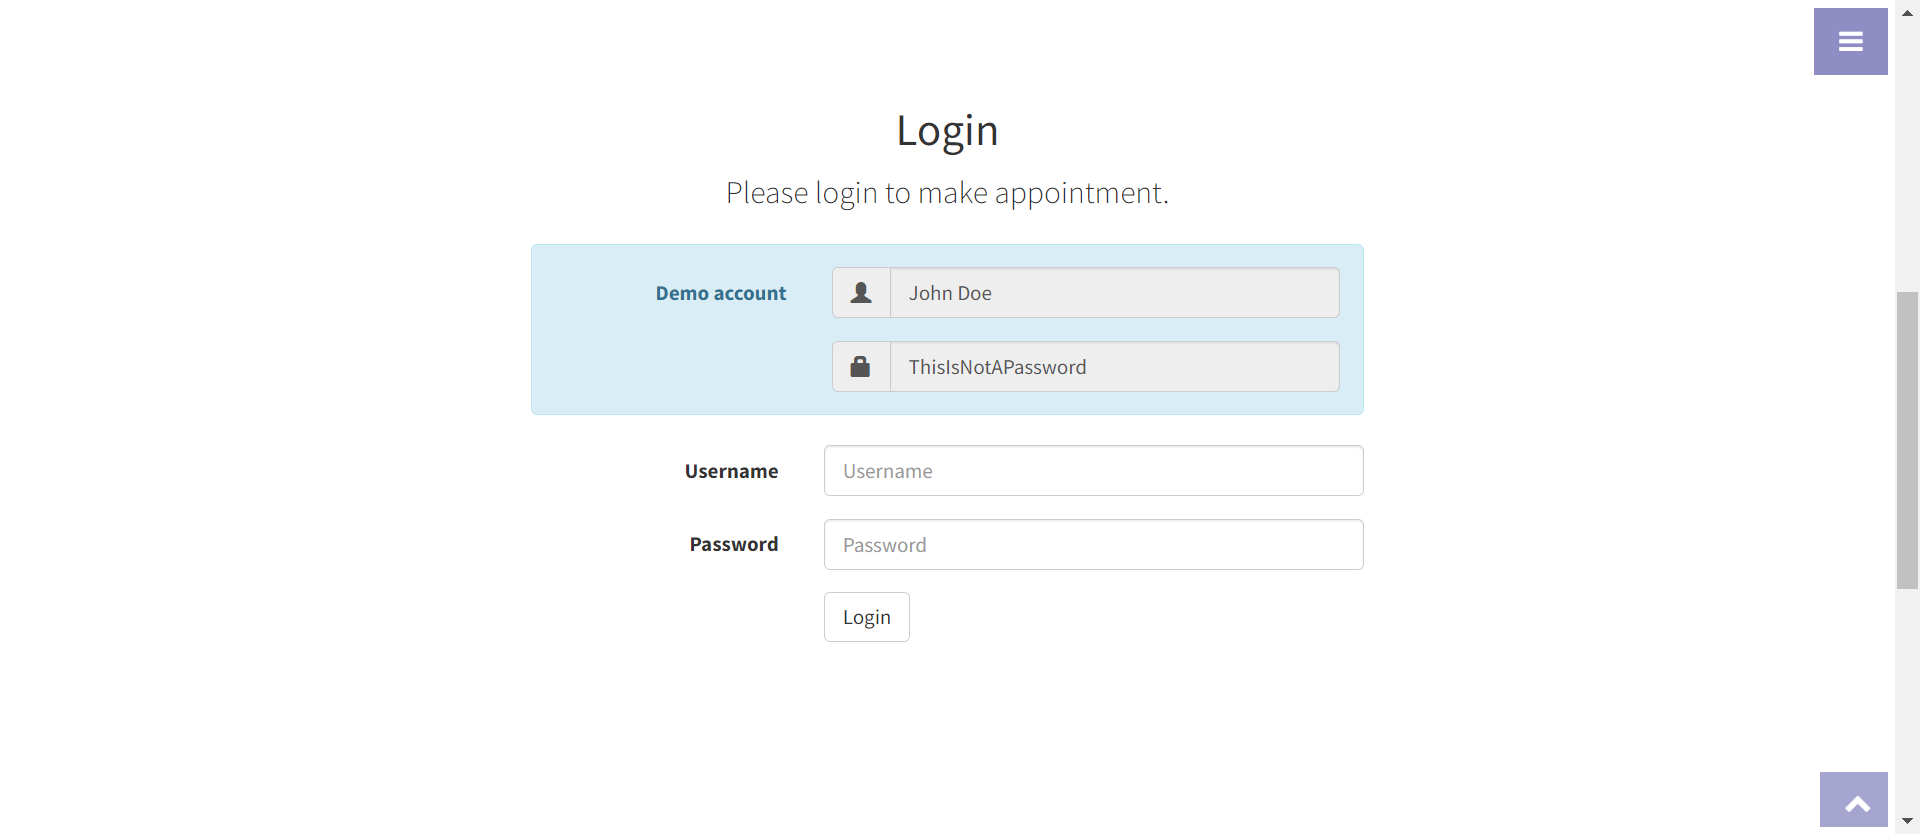 Login
Please login to make appointment.
Demo account
John Doe
ThisIsNotAPassword
Username
Username
Password
Password
Login